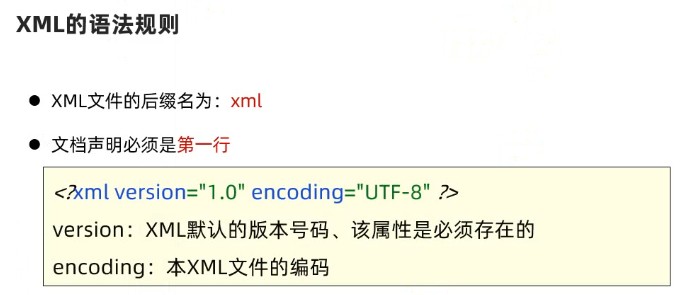 XML的语法规则
● XML文件的后缀名为：xml
● 文档声明必须是第一行
<?xml version="1.0" encoding="UTF-8" ?>
version：XML默认的版本号码、该属性是必须存在的
encoding：本XML文件的编码